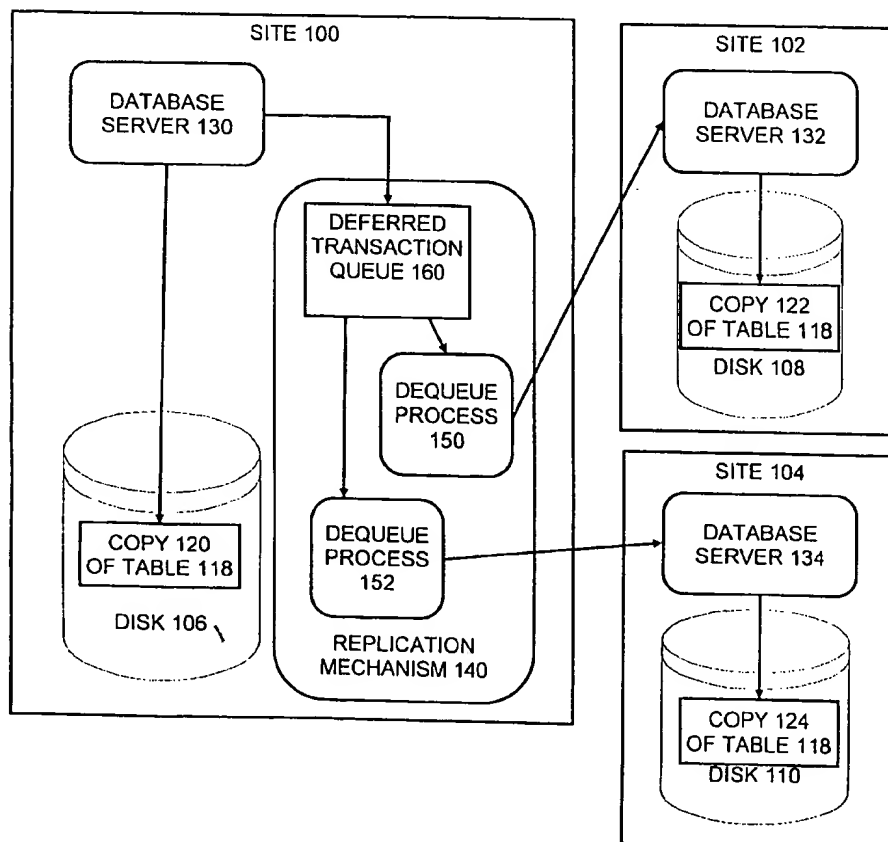 SITE 100
DATABASE
SERVER 130
DEFERRED
TRANSACTION
QUEUE 160
DEQUEUE
PROCESS
150
DEQUEUE
PROCESS
152
REPLICATION
MECHANISM 140
COPY 120
OF TABLE 118
DISK 106
SITE 102
DATABASE
SERVER 132
COPY 122
OF TABLE 118
DISK 108
SITE 104
DATABASE
SERVER 134
COPY 124
OF TABLE 118
DISK 110